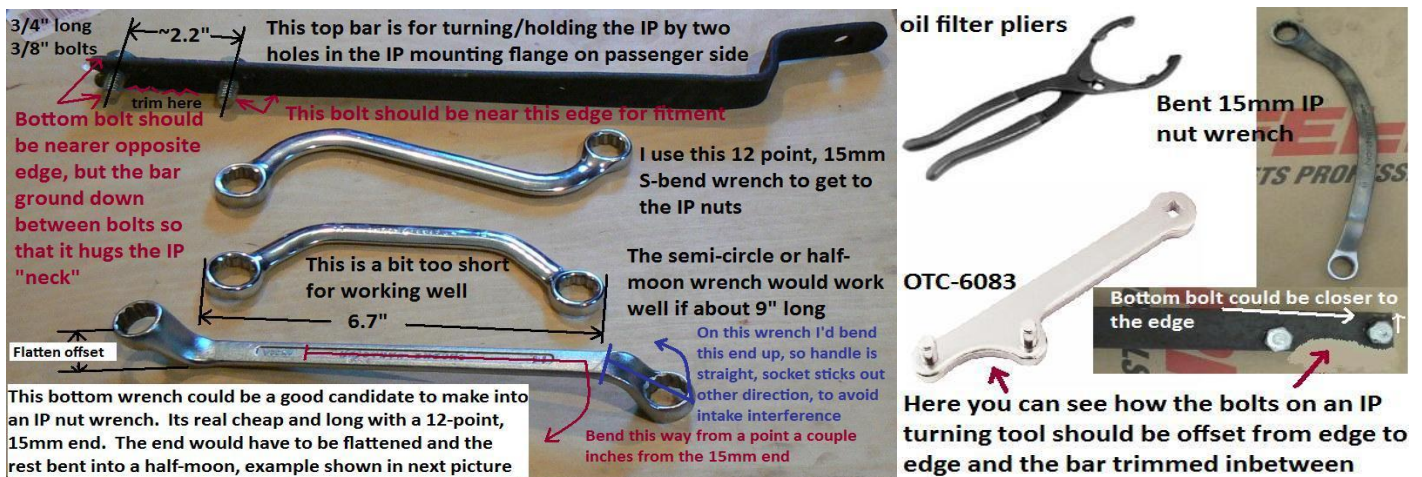 3/4" long
3/8" bolts
~2.2"
This top bar is for turning/holding the IP by two
holes in the IP mounting flange on passenger side
trim here
This bolt should be near this edge for fitment
Bottom bolt should
be nearer opposite
edge, but the bar
ground down
between bolts so
that it hugs the IP
"neck"
I use this 12 point, 15mm
S-bend wrench to get to
the IP nuts
This is a bit too short
for working well
6.7"
The semi-circle or half-
moon wrench would work
well if about 9" long
Flatten offset
On this wrench I'd bend
this end up, so handle is
straight, socket sticks out
other direction, to avoid
intake interference
Bend this way from a point a couple
inches from the 15mm end
This bottom wrench could be a good candidate to make into
an IP nut wrench. Its real cheap and long with a 12-point,
15mm end. The end would have to be flattened and the
rest bent into a half-moon, example shown in next picture
oil filter pliers
Bent 15mm IP
nut wrench
ETS PROFESS
OTC-6083
Bottom bolt could be closer to
the edge
Here you can see how the bolts on an IP
turning tool should be offset from edge to
edge and the bar trimmed inbetween